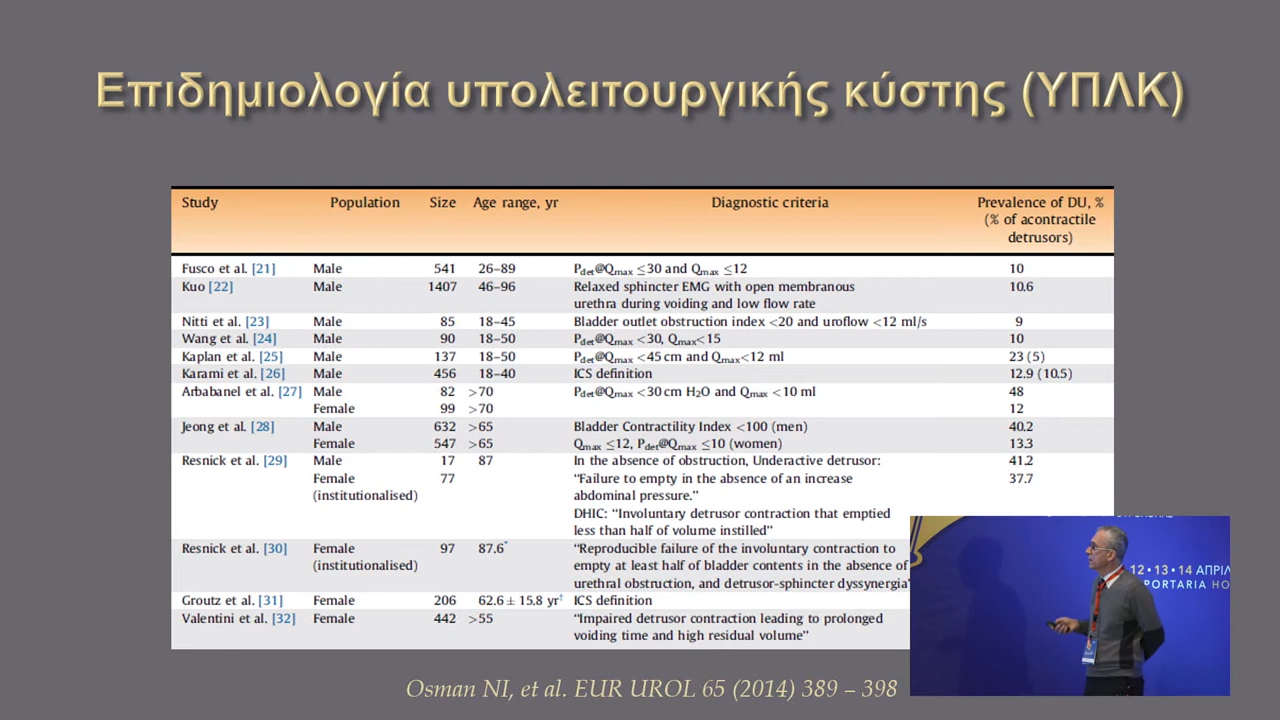 Επιδημιολογία υπολειτουργικής κύστης (ΥΠΛΚ)
Study Population Size Age range, yr Diagnostic criteria Prevalence of DU, %
(% of acontractile
detrusors)
Fusco et al. [21] Male 541 26–89 Pdet@Qmax ≤30 and Qmax ≤12 10
Kuo [22] Male 1407 46–96 Relaxed sphincter EMG with open membranous 10.6
urethra during voiding and low flow rate
Nitti et al. [23] Male 85 18–45 Bladder outlet obstruction index <20 and uroflow <12 ml/s 9
Wang et al. [24] Male 90 18–50 Pdet@Qmax <30, Qmax<15 10
Kaplan et al. [25] Male 137 18–50 Pdet@Qmax <45 cm and Qmax<12 ml 23 (5)
Karami et al. [26] Male 456 18–40 ICS definition 12.9 (10.5)
Arbabanel et al. [27] Male 82 >70 Pdet@Qmax <30 cm H2O and Qmax <10 ml 48
Female 99 >70 12
Jeong et al. [28] Male 632 >65 Bladder Contractility Index <100 (men) 40.2
Female 547 >65 Qmax ≤12, Pdet@Qmax ≤10 (women) 13.3
Resnick et al. [29] Male 17 87 In the absence of obstruction, Underactive detrusor: 41.2
Female 77 "Failure to empty in the absence of an increase 37.7
(institutionalised) abdominal pressure."
DHIC: "Involuntary detrusor contraction that emptied
less than half of volume instilled"
Resnick et al. [30] Female 97 87.6* "Reproducible failure of the involuntary contraction to
(institutionalised) empty at least half of bladder contents in the absence of
urethral obstruction, and detrusor-sphincter dyssynergia"
Groutz et al. [31] Female 206 62.6 ± 15.8 yr† ICS definition
Valentini et al. [32] Female 442 >55 "Impaired detrusor contraction leading to prolonged
voiding time and high residual volume"
12•13•14 ΑΠΡΙΛ
PORTARIA HO
Osman NI, et al. EUR UROL 65 (2014) 389 – 398